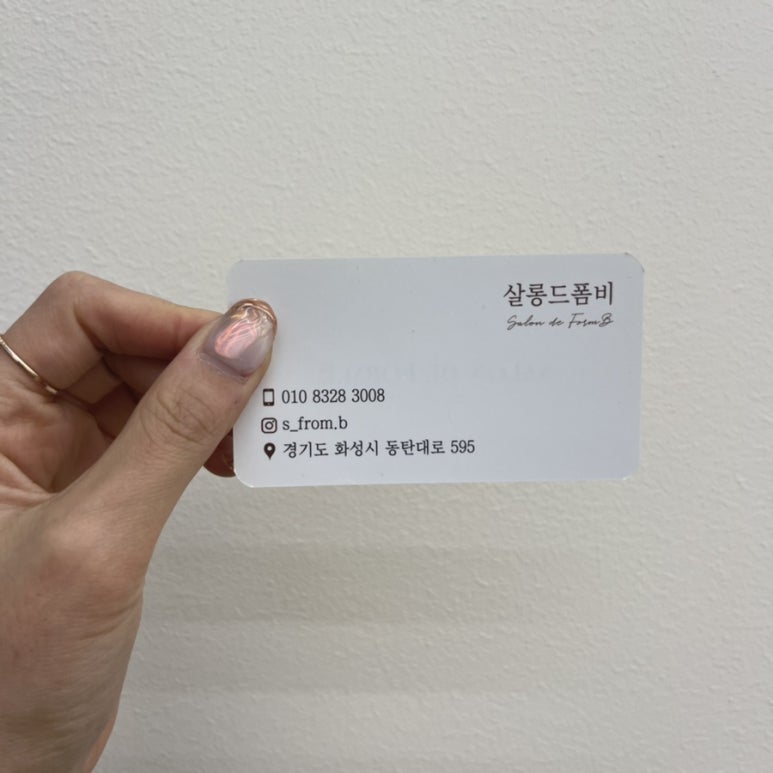 살롱드폼비
Salon de FormB
010 8328 3008
s_from.b
경기도 화성시 동탄대로 595